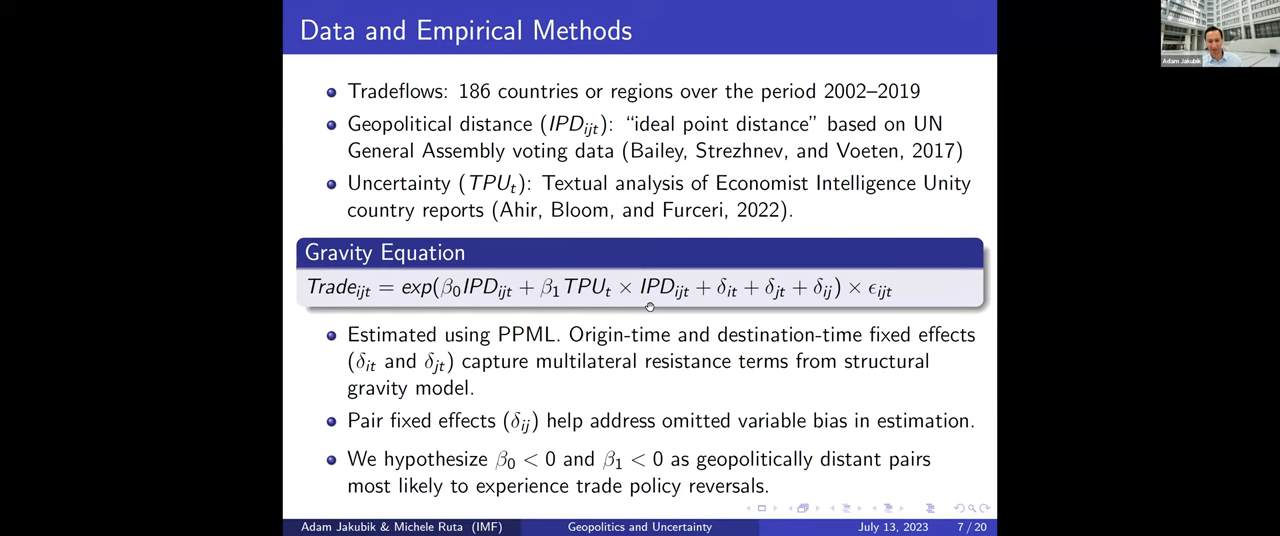 Data and Empirical Methods
Adam Jakubik
Tradeflows: 186 countries or regions over the period 2002–2019
Geopolitical distance (IPD_ijt): “ideal point distance” based on UN
General Assembly voting data (Bailey, Strezhnev, and Voeten, 2017)
Uncertainty (TPU_t): Textual analysis of Economist Intelligence Unity
country reports (Ahir, Bloom, and Furceri, 2022).
Gravity Equation
Trade_ijt = exp(β_0IPD_ijt + β_1TPU_t × IPD_ijt + δ_it + δ_jt + δ_ij) × ϵ_ijt
Estimated using PPML. Origin-time and destination-time fixed effects
(δ_it and δ_jt) capture multilateral resistance terms from structural
gravity model.
Pair fixed effects (δ_ij) help address omitted variable bias in estimation.
We hypothesize β_0 < 0 and β_1 < 0 as geopolitically distant pairs
most likely to experience trade policy reversals.
Adam Jakubik & Michele Ruta (IMF) Geopolitics and Uncertainty July 13, 2023 7 / 20